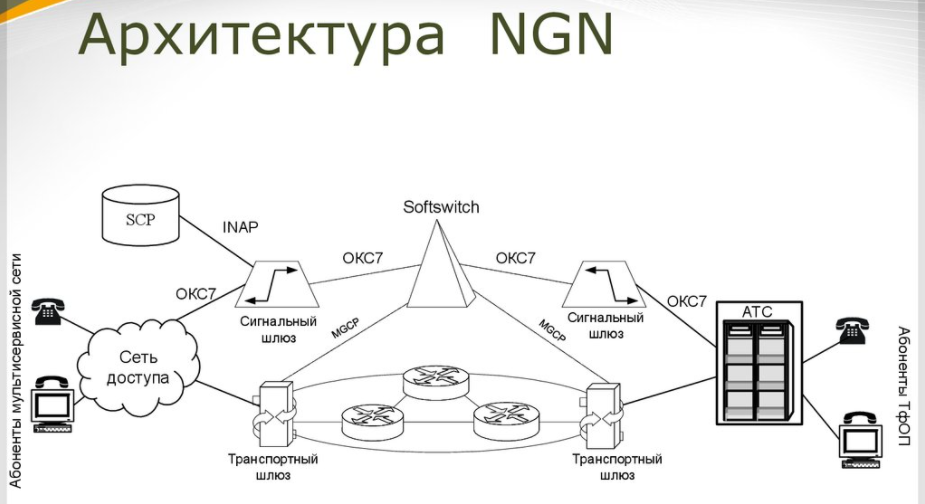 Архитектура NGN
Softswitch
SCP
INAP
ОКС7
ОКС7
ОКС7
ОКС7
АТС
Сигнальный
шлюз
Сигнальный
шлюз
MGCP
MGCP
Сеть
доступа
Транспортный
шлюз
Транспортный
шлюз
Абоненты мультисервисной сети
Абоненты ТфОП